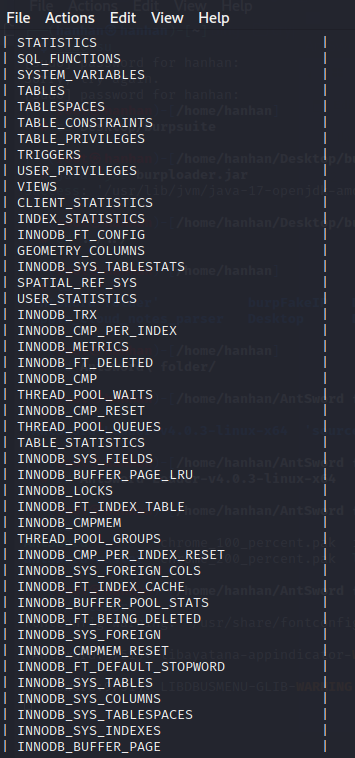 File Actions Edit View Help
| STATISTICS |
| SQL_FUNCTIONS |
| SYSTEM_VARIABLES |
| TABLES |
| TABLESPACES |
| TABLE_CONSTRAINTS |
| TABLE_PRIVILEGES |
| TRIGGERS |
| USER_PRIVILEGES |
| VIEWS |
| CLIENT_STATISTICS |
| INDEX_STATISTICS |
| INNODB_FT_CONFIG |
| GEOMETRY_COLUMNS |
| INNODB_SYS_TABLESTATS |
| SPATIAL_REF_SYS |
| USER_STATISTICS |
| INNODB_TRX |
| INNODB_CMP_PER_INDEX |
| INNODB_METRICS |
| INNODB_FT_DELETED |
| INNODB_CMP |
| THREAD_POOL_WAITS |
| INNODB_CMP_RESET |
| THREAD_POOL_QUEUES |
| TABLE_STATISTICS |
| INNODB_SYS_FIELDS |
| INNODB_BUFFER_PAGE_LRU |
| INNODB_LOCKS |
| INNODB_FT_INDEX_TABLE |
| INNODB_CMPMEM |
| THREAD_POOL_GROUPS |
| INNODB_CMP_PER_INDEX_RESET |
| INNODB_SYS_FOREIGN_COLS |
| INNODB_FT_INDEX_CACHE |
| INNODB_BUFFER_POOL_STATS |
| INNODB_FT_BEING_DELETED |
| INNODB_SYS_FOREIGN |
| INNODB_CMPMEM_RESET |
| INNODB_FT_DEFAULT_STOPWORD |
| INNODB_SYS_TABLES |
| INNODB_SYS_COLUMNS |
| INNODB_SYS_TABLESPACES |
| INNODB_SYS_INDEXES |
| INNODB_BUFFER_PAGE |